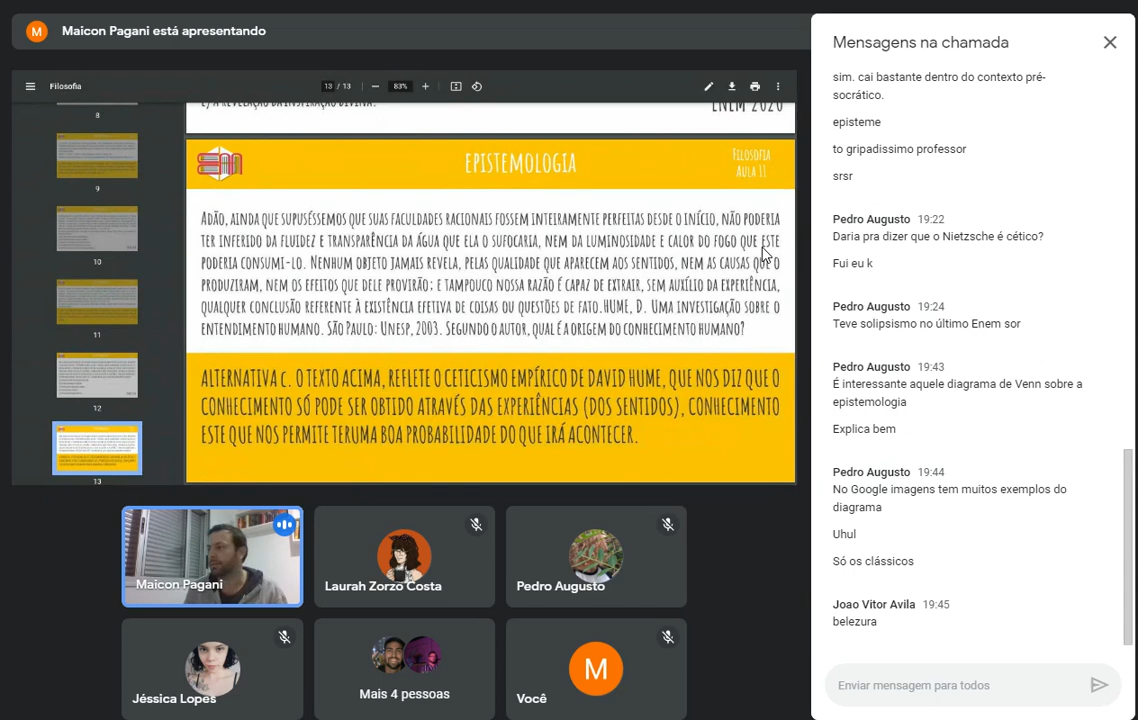 M
Maicon Pagani está apresentando
Filosofia
13 / 13
83%
8
9
10
11
12
13
ENEM 2020
EPISTEMOLOGIA
FILOSOFIA
AULA 11
ADÃO, AINDA QUE SUPUSÉSSEMOS QUE SUAS FACULDADES RACIONAIS FOSSEM INTEIRAMENTE PERFEITAS DESDE O INÍCIO, NÃO PODERIA
TER INFERIDO DA FLUIDEZ E TRANSPARÊNCIA DA ÁGUA QUE ELA O SUFOCARIA, NEM DA LUMINOSIDADE E CALOR DO FOGO QUE ESTE
PODERIA CONSUMI-LO. NENHUM OBJETO JAMAIS REVELA, PELAS QUALIDADE QUE APARECEM AOS SENTIDOS, NEM AS CAUSAS QUE O
PRODUZIRAM, NEM OS EFEITOS QUE DELE PROVIRÃO; E TAMPOUCO NOSSA RAZÃO É CAPAZ DE EXTRAIR, SEM AUXÍLIO DA EXPERIÊNCIA,
QUALQUER CONCLUSÃO REFERENTE À EXISTÊNCIA EFETIVA DE COISAS OU QUESTÕES DE FATO.HUME, D. UMA INVESTIGAÇÃO SOBRE O
ENTENDIMENTO HUMANO. SÃO PAULO: UNESP, 2003. SEGUNDO O AUTOR, QUAL É A ORIGEM DO CONHECIMENTO HUMANO?
ALTERNATIVA c. O TEXTO ACIMA, REFLETE O CETICISMO EMPÍRICO DE DAVID HUME, QUE NOS DIZ QUE O
CONHECIMENTO SÓ PODE SER OBTIDO ATRAVÉS DAS EXPERIÊNCIAS (DOS SENTIDOS), CONHECIMENTO
ESTE QUE NOS PERMITE TERUMA BOA PROBABILIDADE DO QUE IRÁ ACONTECER.
Maicon Pagani
Laurah Zorzo Costa
Pedro Augusto
Jéssica Lopes
Mais 4 pessoas
M
Você
Mensagens na chamada
sim. cai bastante dentro do contexto pré-
socrático.
episteme
to gripadissimo professor
srsr
Pedro Augusto 19:22
Daria pra dizer que o Nietzsche é cético?
Fui eu k
Pedro Augusto 19:24
Teve solipsismo no último Enem sor
Pedro Augusto 19:43
É interessante aquele diagrama de Venn sobre a
epistemologia
Explica bem
Pedro Augusto 19:44
No Google imagens tem muitos exemplos do
diagrama
Uhul
Só os clássicos
Joao Vitor Avila 19:45
belezura
Enviar mensagem para todos